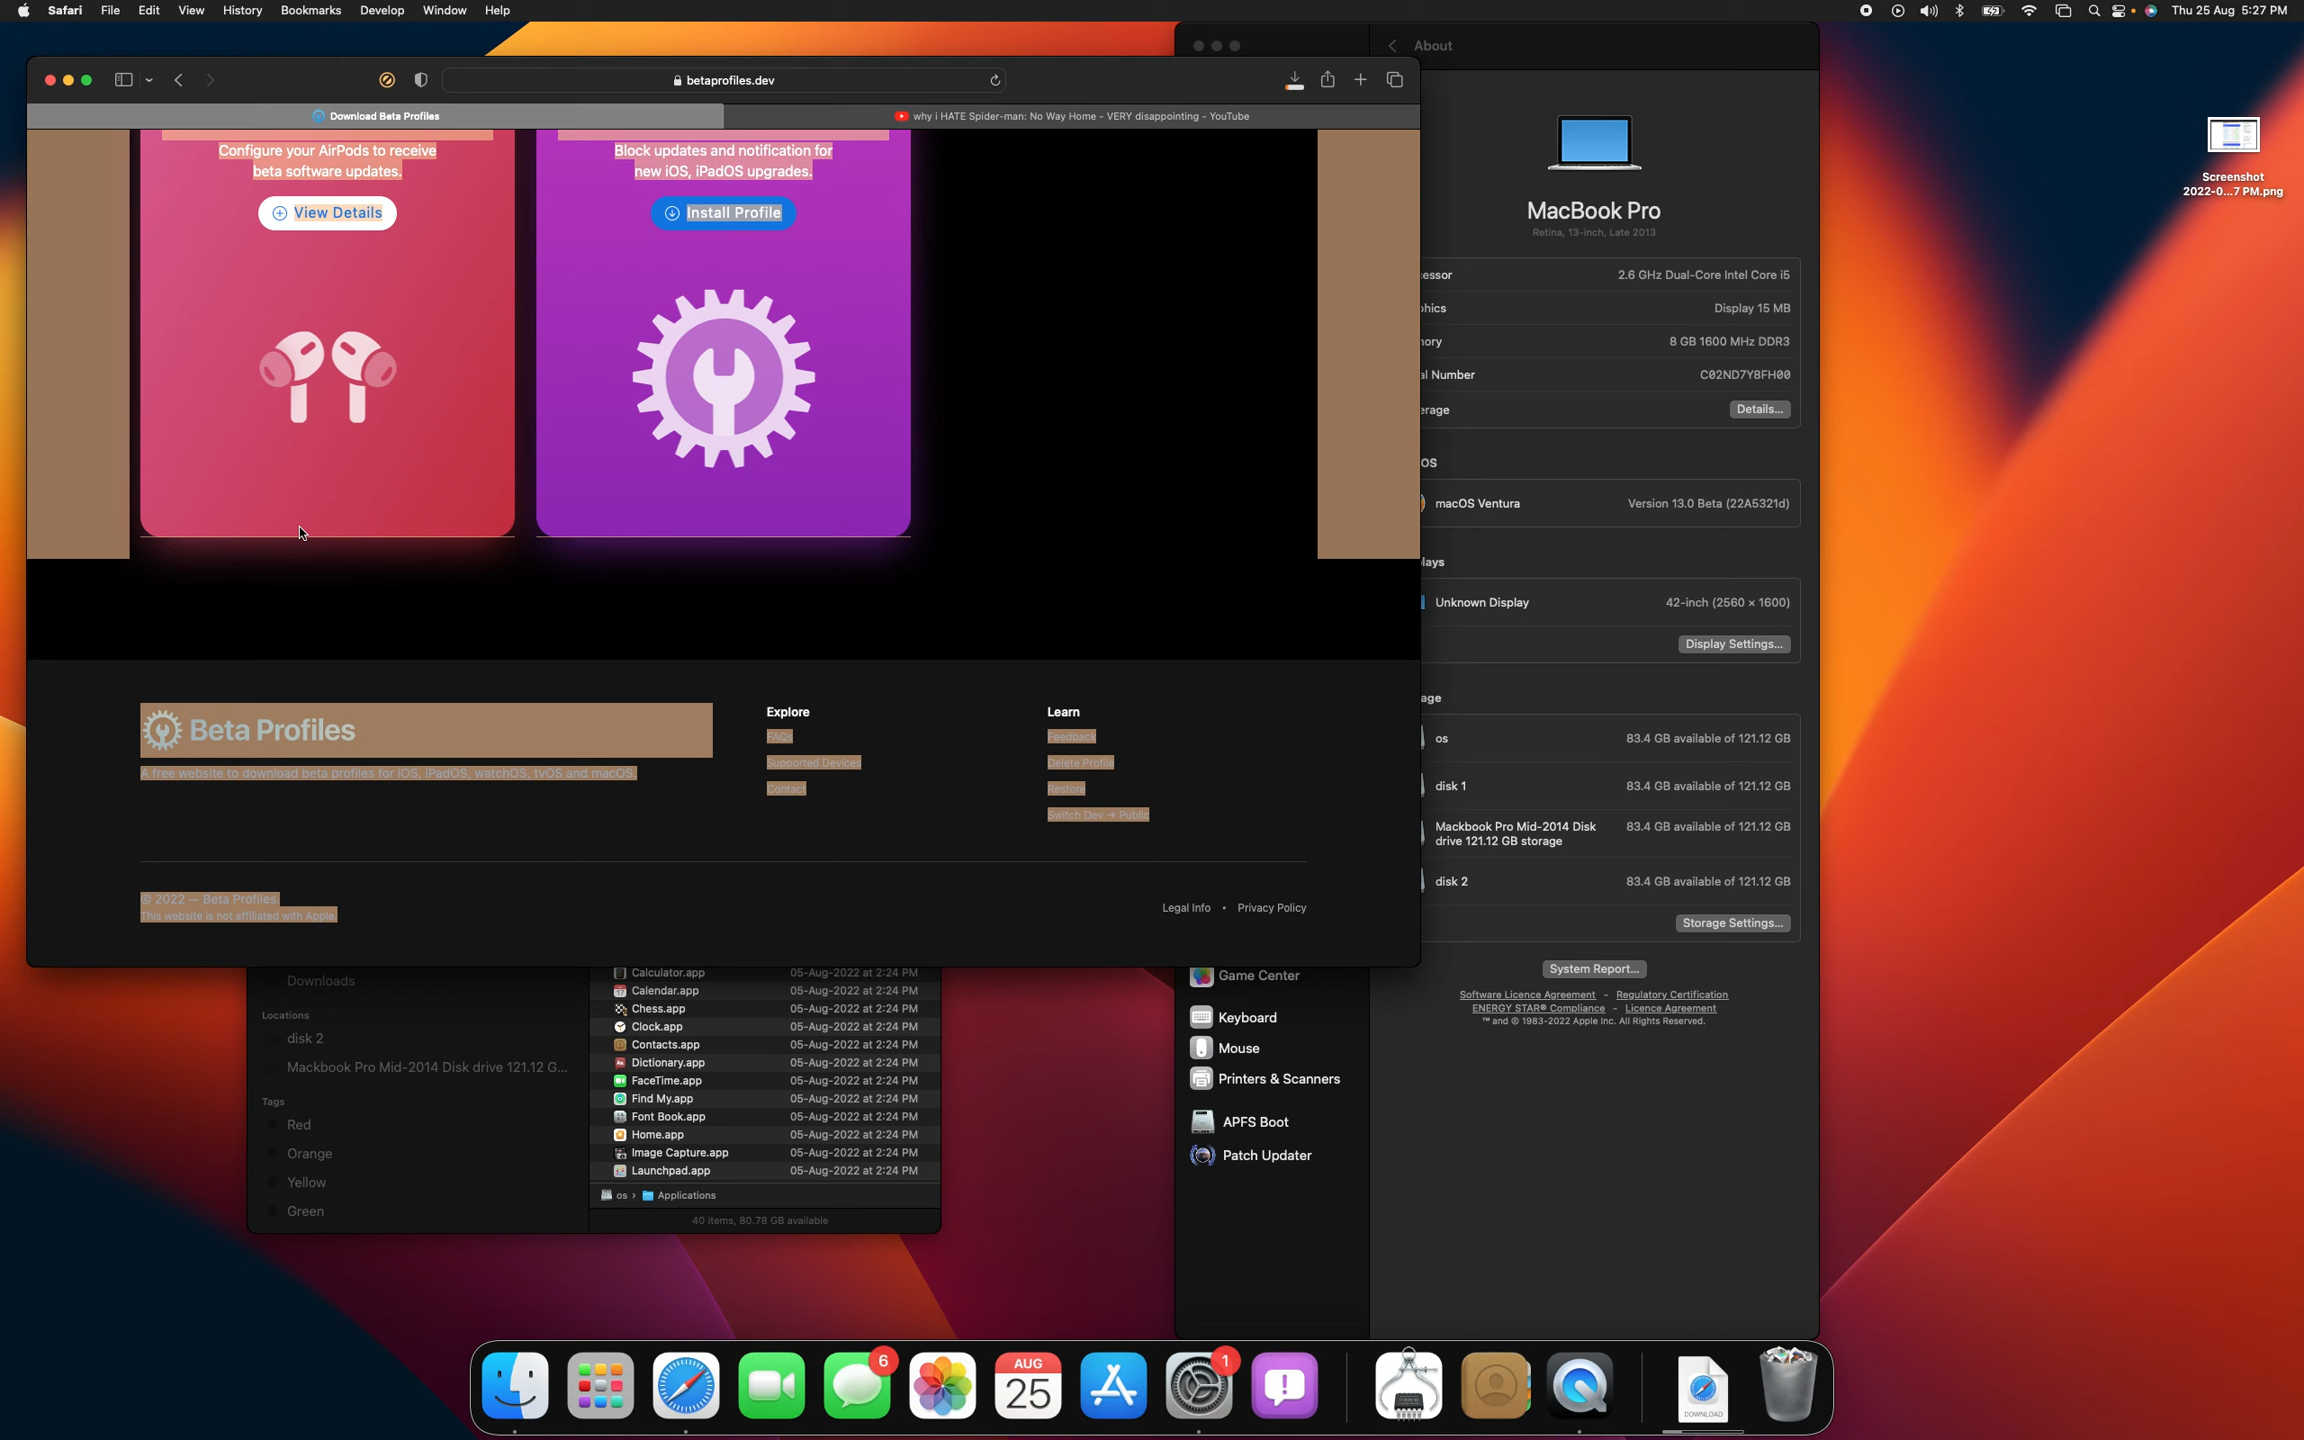 Safari File Edit View History Bookmarks Develop Window Help
Thu 25 Aug 5:27 PM
betaprofiles.dev
Download Beta Profiles
why i HATE Spider-man: No Way Home - VERY disappointing - YouTube
Configure your AirPods to receive
beta software updates.
View Details
Block updates and notification for
new iOS, iPadOS upgrades.
Install Profile
Beta Profiles
A free website to download beta profiles for iOS, iPadOS, watchOS, tvOS and macOS.
Explore
FAQs
Supported Devices
Contact
Learn
Feedback
Delete Profile
Restore
Switch Dev → Public
© 2022 — Beta Profiles.
This website is not affiliated with Apple.
Legal Info • Privacy Policy
About
MacBook Pro
Retina, 13-inch, Late 2013
essor 2.6 GHz Dual-Core Intel Core i5
phics Display 15 MB
nory 8 GB 1600 MHz DDR3
al Number C02ND7Y8FH00
erage Details...
OS
macOS Ventura Version 13.0 Beta (22A5321d)
lays
Unknown Display 42-inch (2560 × 1600)
Display Settings...
age
os 83.4 GB available of 121.12 GB
disk 1 83.4 GB available of 121.12 GB
Mackbook Pro Mid-2014 Disk 83.4 GB available of 121.12 GB
drive 121.12 GB storage
disk 2 83.4 GB available of 121.12 GB
Storage Settings...
System Report...
Software Licence Agreement - Regulatory Certification
ENERGY STAR® Compliance - Licence Agreement
™ and © 1983-2022 Apple Inc. All Rights Reserved.
Game Center
Keyboard
Mouse
Printers & Scanners
APFS Boot
Patch Updater
Downloads
Locations
disk 2
Mackbook Pro Mid-2014 Disk drive 121.12 G...
Tags
Red
Orange
Yellow
Green
Calculator.app 05-Aug-2022 at 2:24 PM
Calendar.app 05-Aug-2022 at 2:24 PM
Chess.app 05-Aug-2022 at 2:24 PM
Clock.app 05-Aug-2022 at 2:24 PM
Contacts.app 05-Aug-2022 at 2:24 PM
Dictionary.app 05-Aug-2022 at 2:24 PM
FaceTime.app 05-Aug-2022 at 2:24 PM
Find My.app 05-Aug-2022 at 2:24 PM
Font Book.app 05-Aug-2022 at 2:24 PM
Home.app 05-Aug-2022 at 2:24 PM
Image Capture.app 05-Aug-2022 at 2:24 PM
Launchpad.app 05-Aug-2022 at 2:24 PM
os › Applications
40 items, 80.78 GB available
Screenshot
2022-0...7 PM.png
6
AUG
25
1
DOWNLOAD